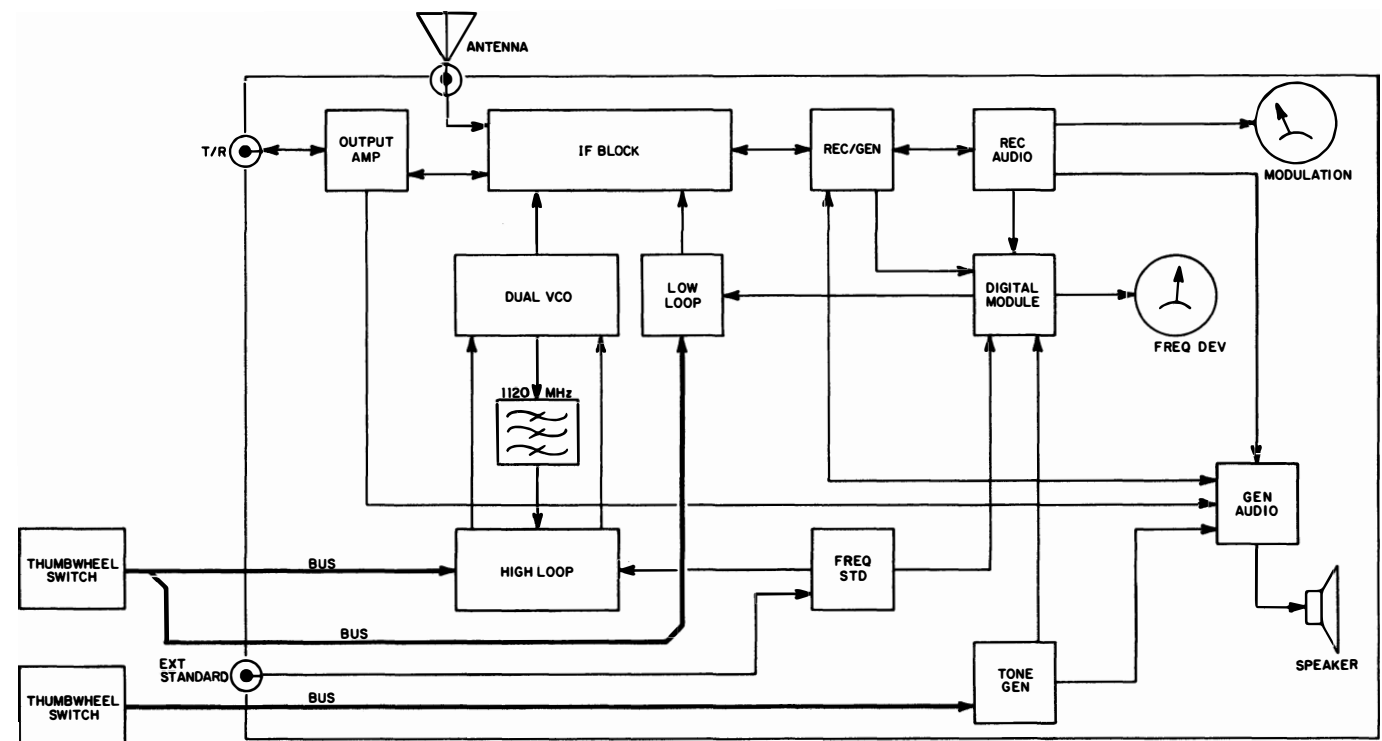 ANTENNA
T/R
OUTPUT
AMP
IF BLOCK
REC/GEN
REC
AUDIO
MODULATION
DUAL VCO
LOW
LOOP
DIGITAL
MODULE
FREQ DEV
1120 MHz
GEN
AUDIO
THUMBWHEEL
SWITCH
BUS
HIGH LOOP
FREQ
STD
BUS
EXT
STANDARD
TONE
GEN
SPEAKER
THUMBWHEEL
SWITCH
BUS